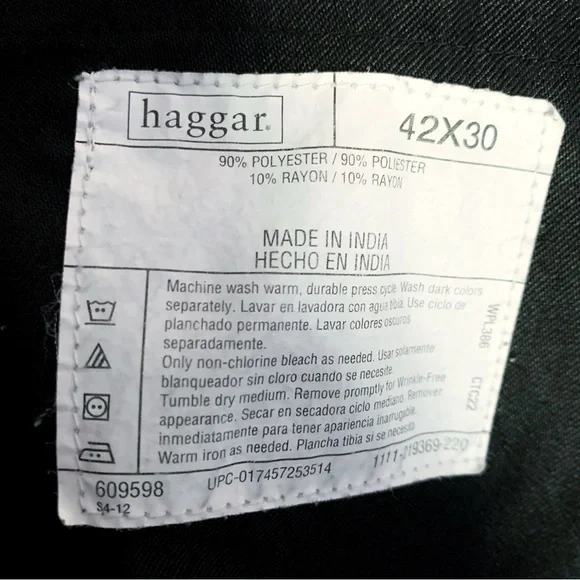 haggar.
42X30
90% POLYESTER / 90% POLIESTER
10% RAYON / 10% RAYON
MADE IN INDIA
HECHO EN INDIA
Machine wash warm, durable press cycle. Wash dark colors
separately. Lavar en lavadora con agua tibia. Use ciclo de
planchado permanente. Lavar colores oscuros
separadamente.
Only non-chlorine bleach as needed. Usar solamente
blanqueador sin cloro cuando se necesite.
Tumble dry medium. Remove promptly for Wrinkle-Free
appearance. Secar en secadora ciclo mediano. Remover
inmediatamente para tener apariencia inarrugable.
Warm iron as needed. Plancha tibia si se necesita
WPL386
CTC22
609598
S4-12
UPC-017457253514
1111-019369-220